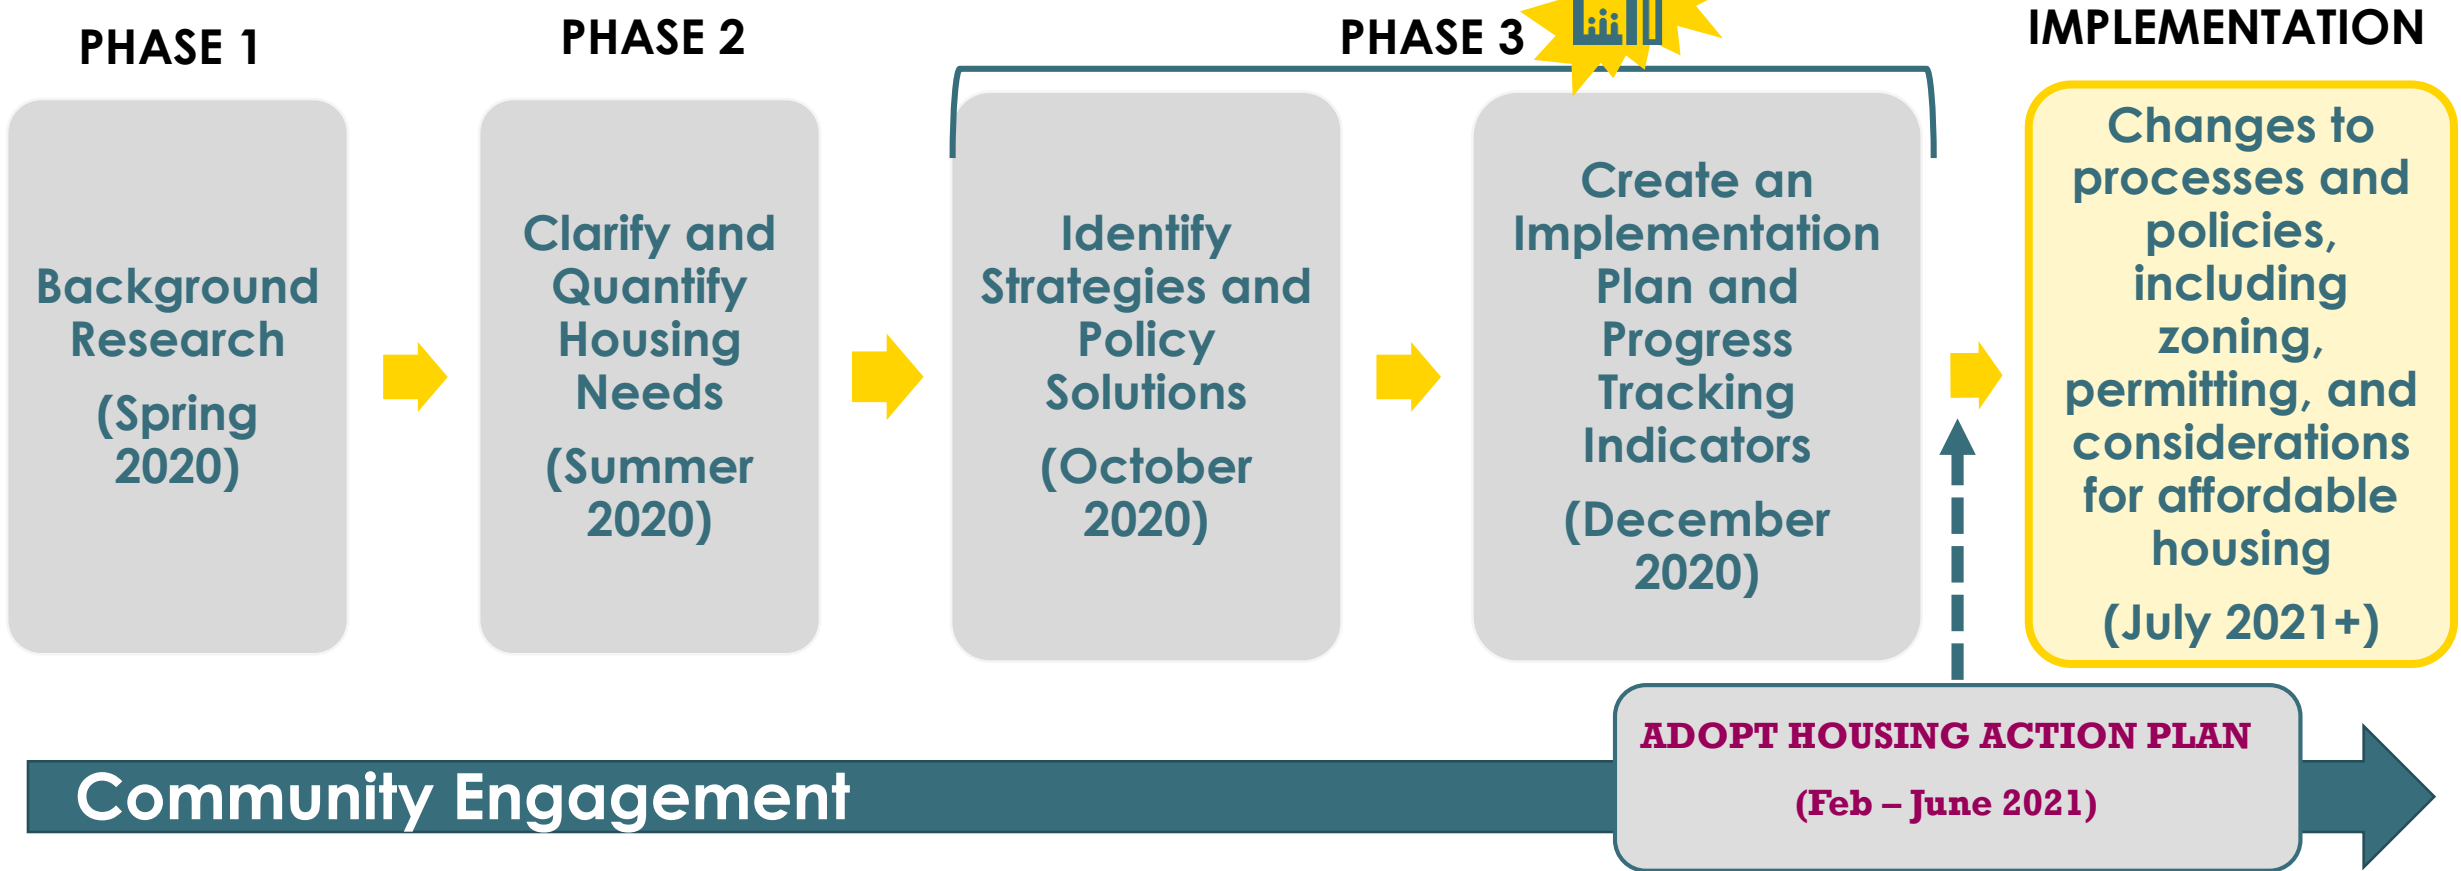 PHASE 1
Background
Research
(Spring
2020)
PHASE 2
Clarify and
Quantify
Housing
Needs
(Summer
2020)
PHASE 3
Identify
Strategies and
Policy
Solutions
(October
2020)
Create an
Implementation
Plan and
Progress
Tracking
Indicators
(December
2020)
IMPLEMENTATION
Changes to
processes and
policies,
including
zoning,
permitting, and
considerations
for affordable
housing
(July 2021+)
ADOPT HOUSING ACTION PLAN
(Feb – June 2021)
Community Engagement